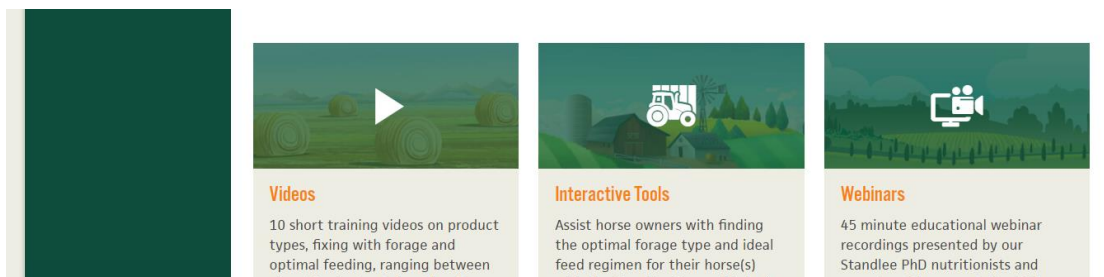 Videos
10 short training videos on product
types, fixing with forage and
optimal feeding, ranging between
Interactive Tools
Assist horse owners with finding
the optimal forage type and ideal
feed regimen for their horse(s)
Webinars
45 minute educational webinar
recordings presented by our
Standlee PhD nutritionists and